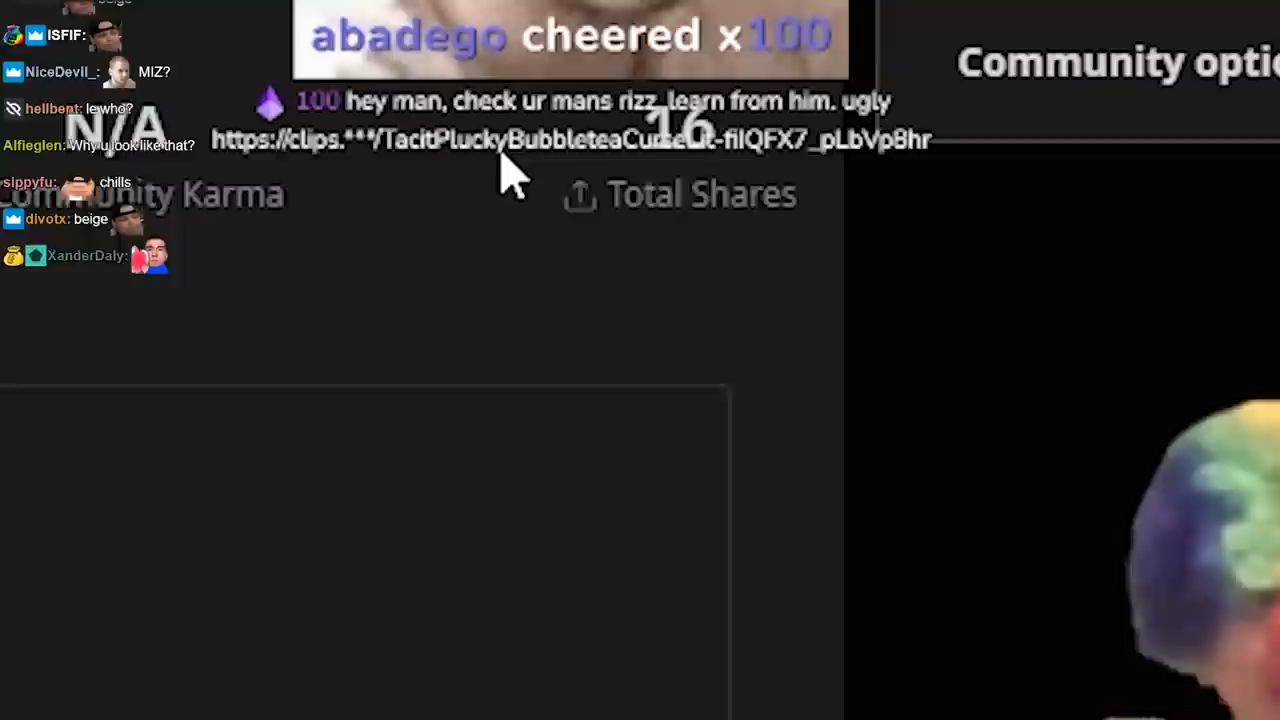 beige
ISFIF:
NiceDevil_: MIZ?
hellbent: lewho?
Alfieglen: Why u look like that?
sippyfu: chills
divotx: beige
XanderDaly:
abadego cheered x100
100 hey man, check ur mans rizz, learn from him. ugly
https://clips.***/TacitPluckyBubbleteaCurseLit-filQFX7_pLbVp8hr
N/A
Community Karma
16
Total Shares
Community optio